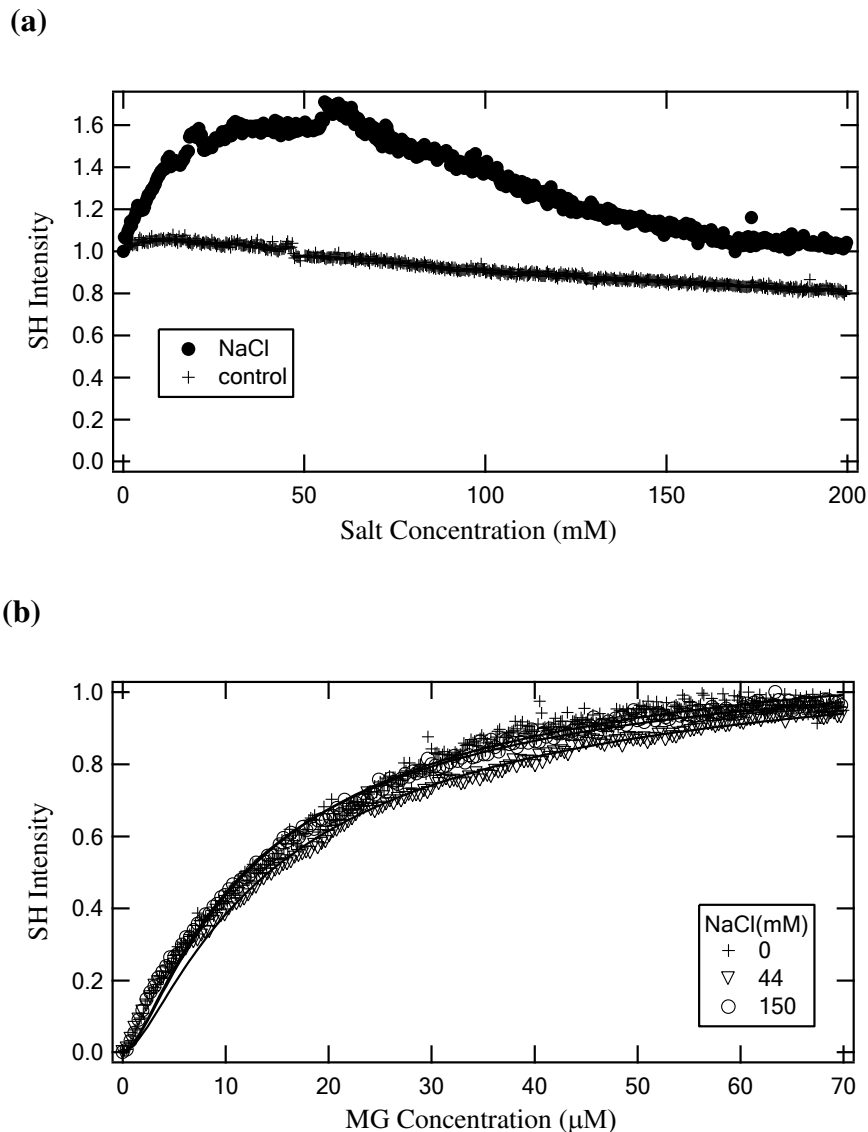 (a)
1.6
1.4
1.2
1.0
0.8
0.6
0.4
0.2
0.0
SH Intensity
NaCl
control
0 50 100 150 200
Salt Concentration (mM)
(b)
1.0
0.8
0.6
0.4
0.2
0.0
SH Intensity
NaCl(mM)
0
44
150
0 10 20 30 40 50 60 70
MG Concentration (μM)